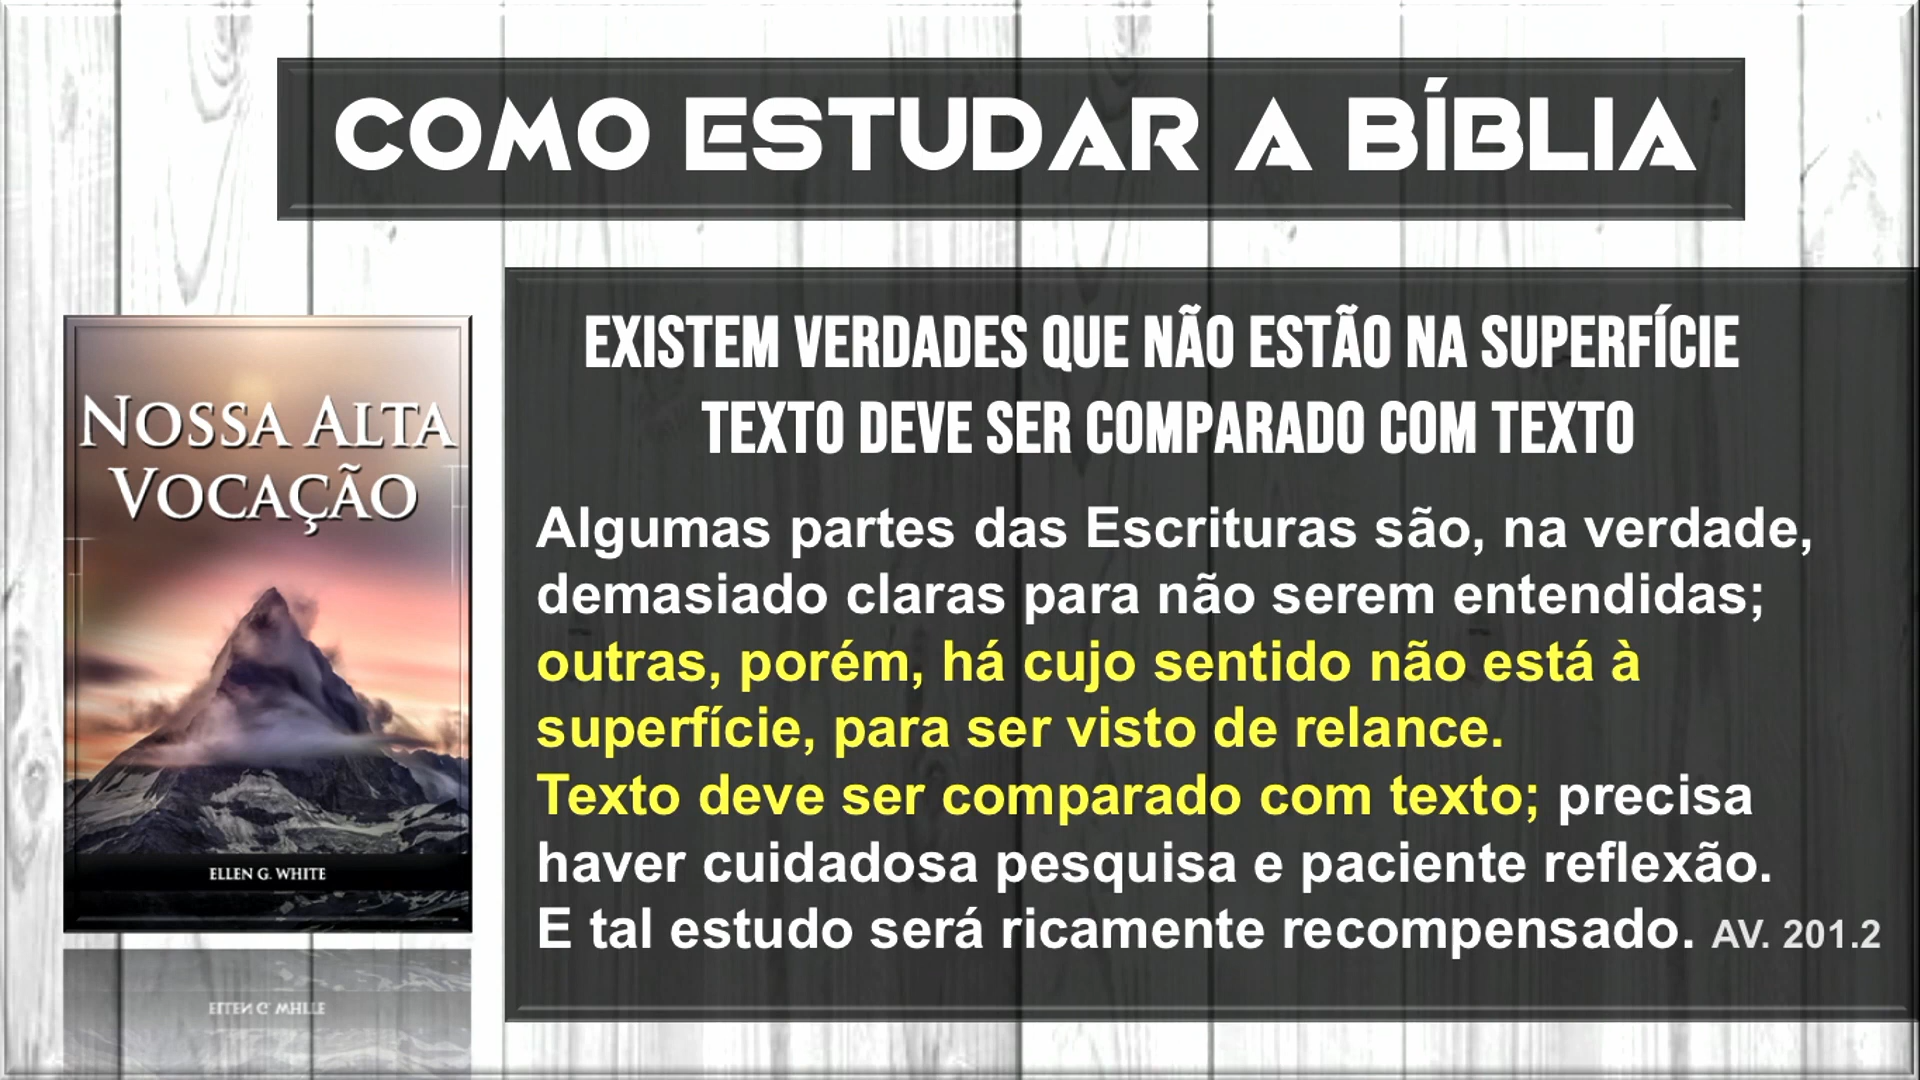 COMO ESTUDAR A BÍBLIA
NOSSA ALTA
VOCAÇÃO
ELLEN G. WHITE
EXISTEM VERDADES QUE NÃO ESTÃO NA SUPERFÍCIE
TEXTO DEVE SER COMPARADO COM TEXTO
Algumas partes das Escrituras são, na verdade,
demasiado claras para não serem entendidas;
outras, porém, há cujo sentido não está à
superfície, para ser visto de relance.
Texto deve ser comparado com texto; precisa
haver cuidadosa pesquisa e paciente reflexão.
E tal estudo será ricamente recompensado. AV. 201.2